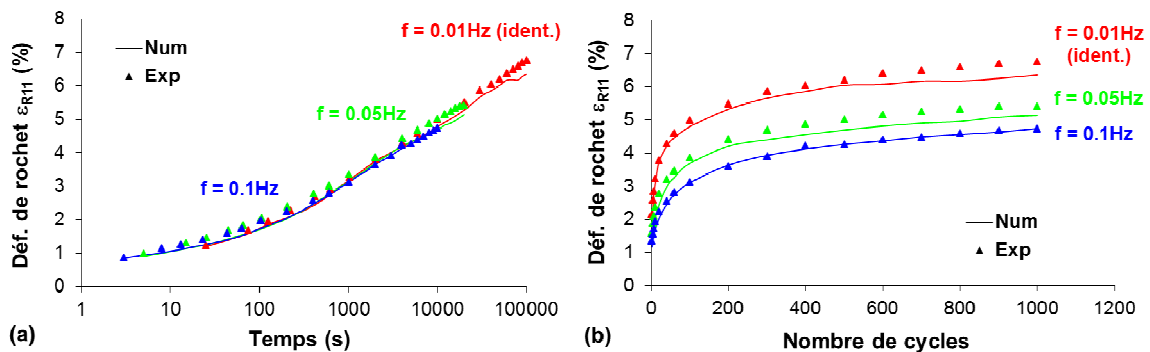 8
7
6
5
4
3
2
1
0
Déf. de rochet εR11 (%)
Num
Exp
f = 0.01Hz (ident.)
f = 0.05Hz
f = 0.1Hz
1
10
100
1000
10000
100000
(a)
Temps (s)
8
7
6
5
4
3
2
1
0
Déf. de rochet εR11 (%)
f = 0.01Hz
(ident.)
f = 0.05Hz
f = 0.1Hz
Num
Exp
0
200
400
600
800
1000
1200
(b)
Nombre de cycles